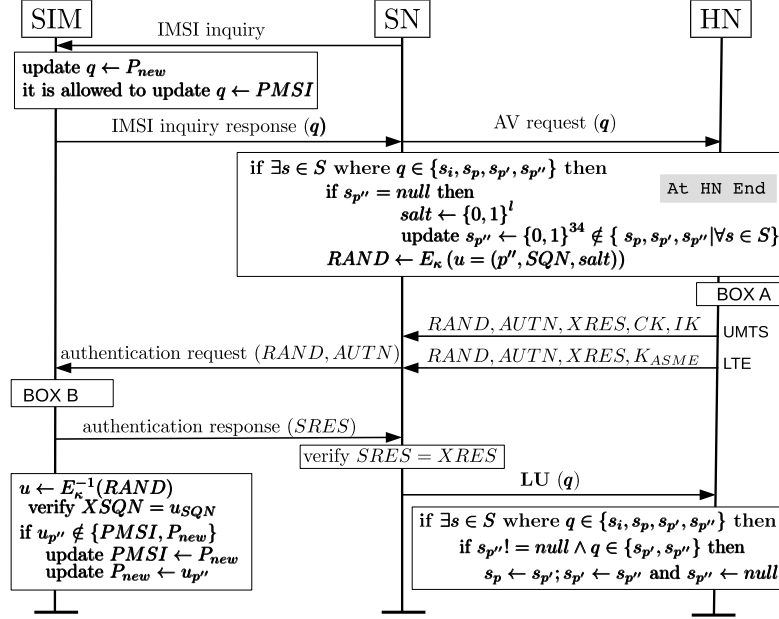 SIM SN HN
IMSI inquiry
update q ← P_new
it is allowed to update q ← PMSI
IMSI inquiry response (q)
AV request (q)
if ∃s ∈ S where q ∈ {s_i, s_p, s_p′, s_p″} then
if s_p″ = null then
salt ← {0, 1}^l
update s_p″ ← {0, 1}^34 ∉ { s_p, s_p′, s_p″|∀s ∈ S}
RAND ← E_κ (u = (p″, SQN, salt))
At HN End
BOX A
RAND, AUTN, XRES, CK, IK
UMTS
authentication request (RAND, AUTN)
RAND, AUTN, XRES, K_ASME
LTE
BOX B
authentication response (SRES)
verify SRES = XRES
u ← E_κ^−1(RAND)
verify XSQN = u_SQN
if u_p″ ∉ {PMSI, P_new}
update PMSI ← P_new
update P_new ← u_p″
LU (q)
if ∃s ∈ S where q ∈ {s_i, s_p, s_p′, s_p″} then
if s_p″! = null ∧ q ∈ {s_p′, s_p″} then
s_p ← s_p′; s_p′ ← s_p″ and s_p″ ← null